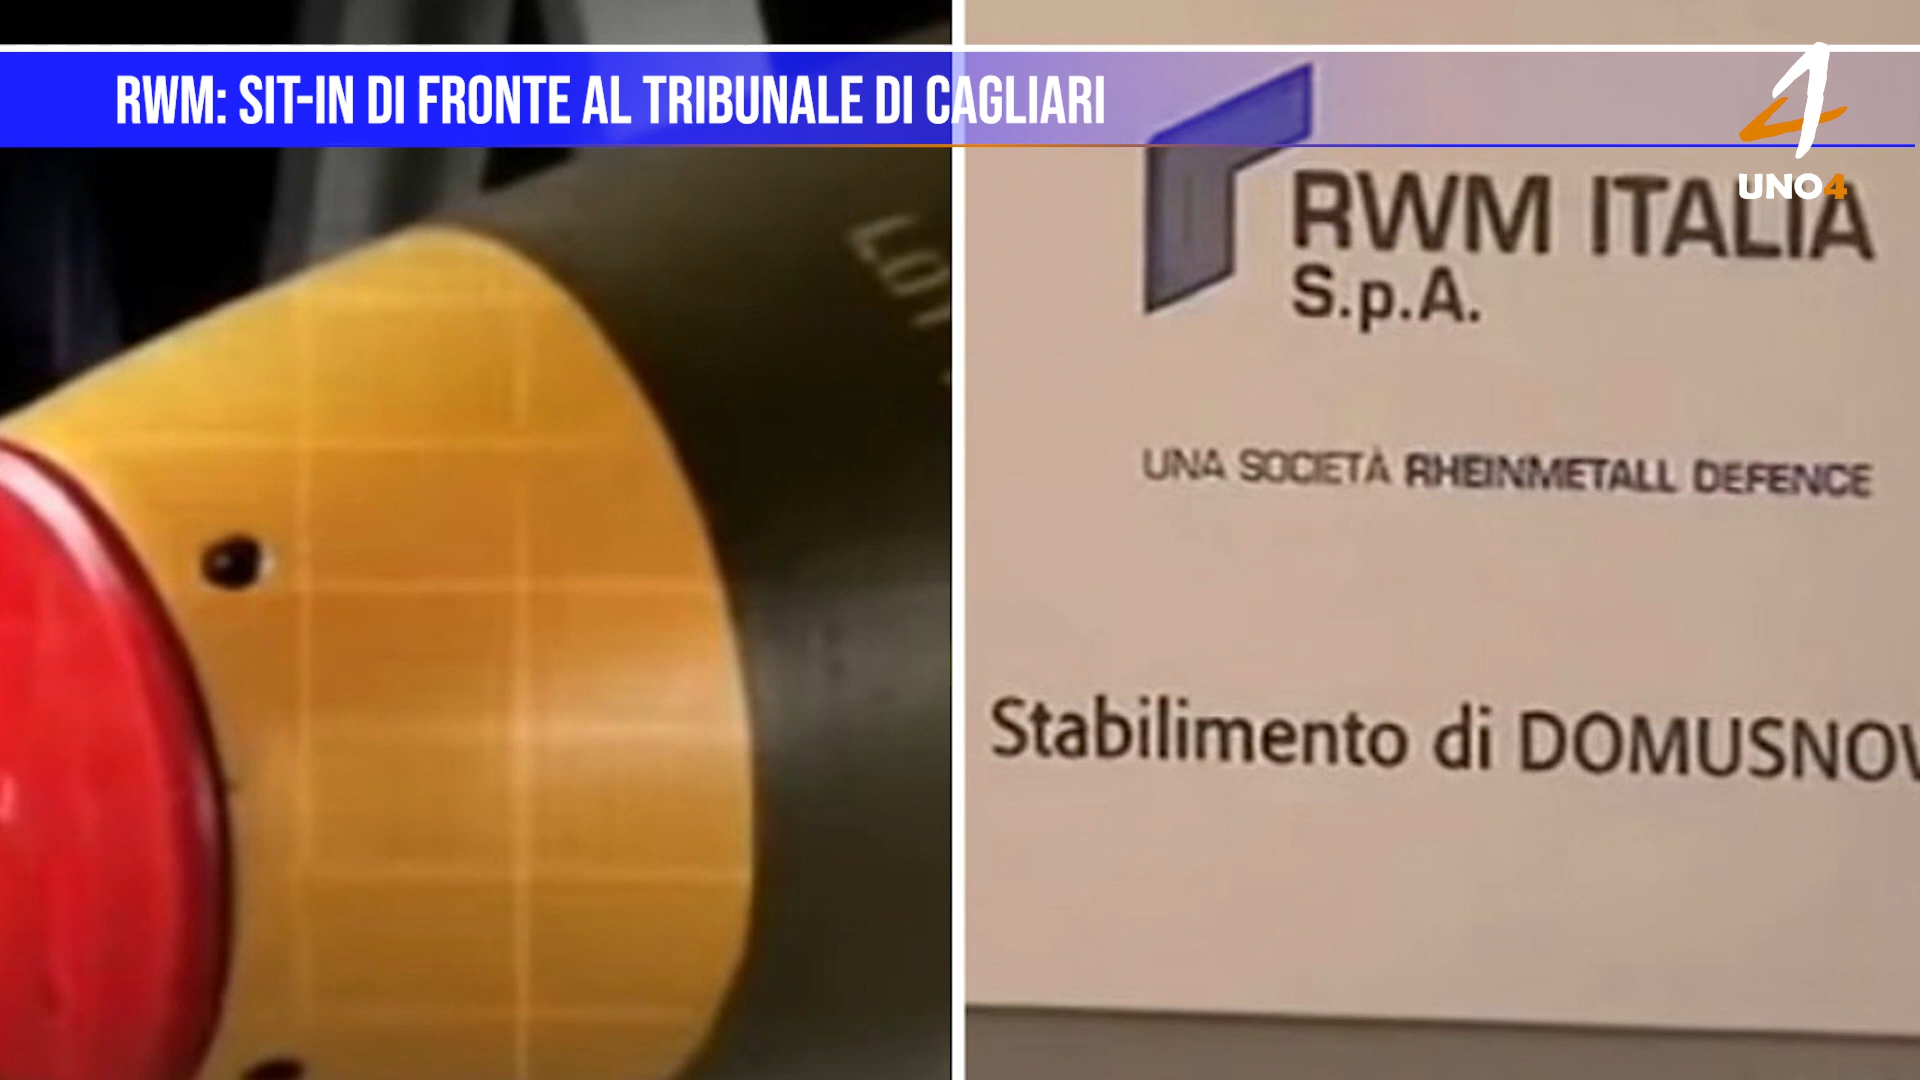 RWM: SIT-IN DI FRONTE AL TRIBUNALE DI CAGLIARI
UNO4
RWM ITALIA
S.p.A.
UNA SOCIETÀ RHEINMETALL DEFENCE
Stabilimento di DOMUSNOV